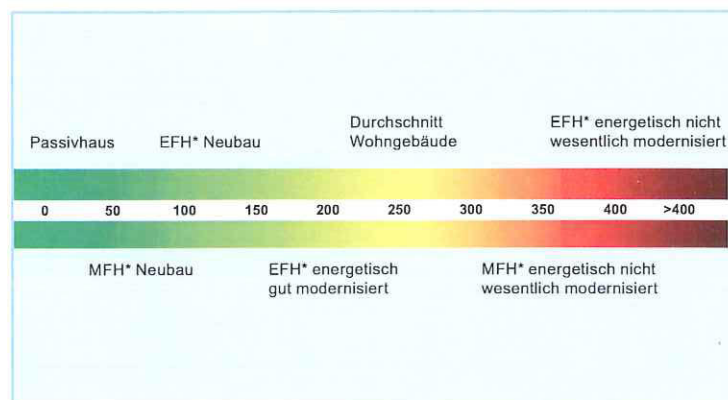 Durchschnitt
EFH* energetisch nicht
Passivhaus EFH* Neubau Wohngebäude wesentlich modernisiert
0 50 100 150 200 250 300 350 400 >400
MFH* Neubau EFH* energetisch MFH* energetisch nicht
gut modernisiert wesentlich modernisiert